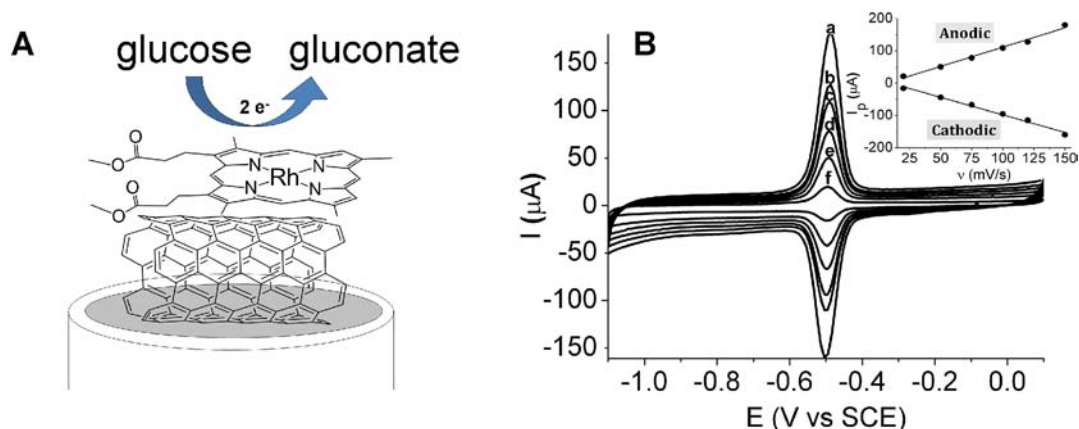 A
glucose gluconate
2 e-
O
O
N N
Rh
O
N N
O
B
a
b
c
d
e
f
I (µA)
150
100
50
0
-50
-100
-150
-1.0 -0.8 -0.6 -0.4 -0.2 0.0
E (V vs SCE)
200
100
0
-100
-200
Ip (µA)
Anodic
Cathodic
25 50 75 100 125 150
ν (mV/s)